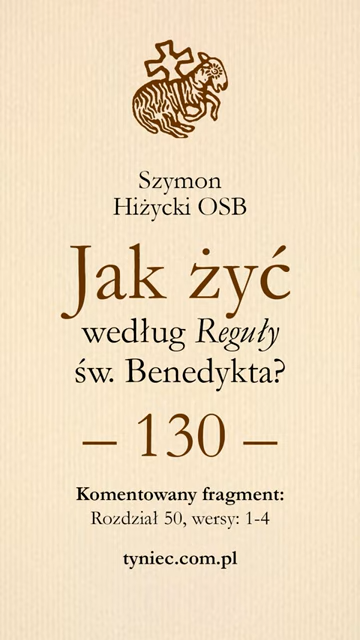 Szymon
Hiżycki OSB
Jak żyć
według Reguły
św. Benedykta?
– 130 –
Komentowany fragment:
Rozdział 50, wersy: 1-4
tyniec.com.pl